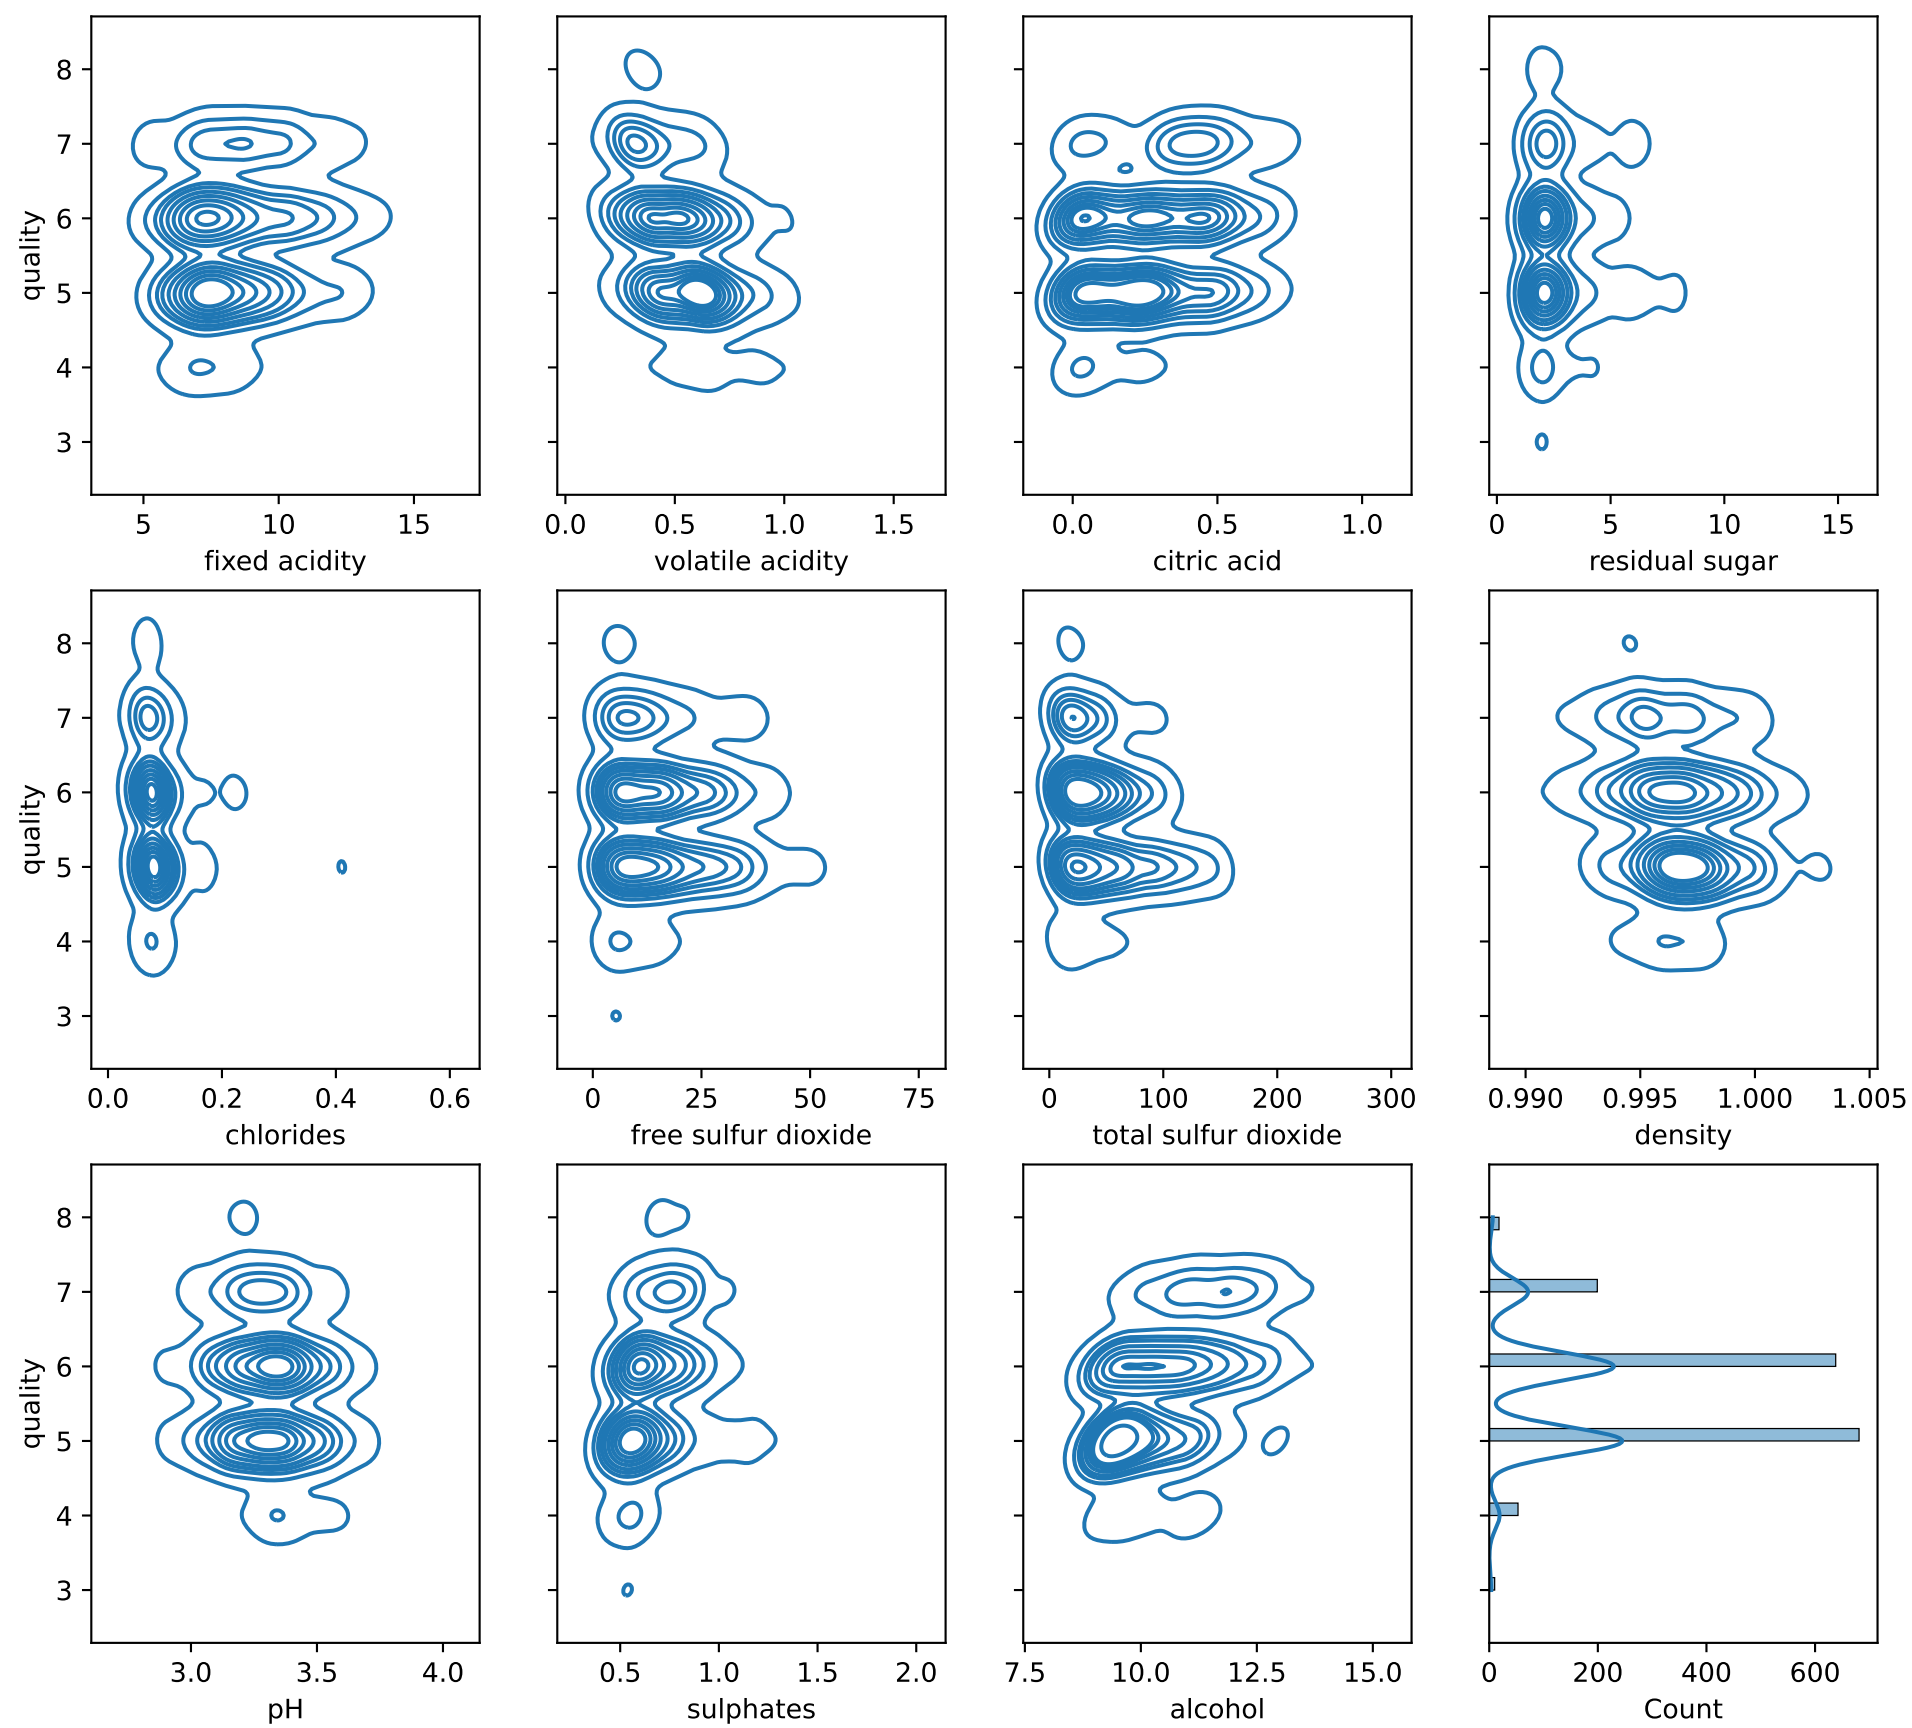 quality
8
7
6
5
4
3
5 10 15
fixed acidity
0.0 0.5 1.0 1.5
volatile acidity
0.0 0.5 1.0
citric acid
0 5 10 15
residual sugar
quality
8
7
6
5
4
3
0.0 0.2 0.4 0.6
chlorides
0 25 50 75
free sulfur dioxide
0 100 200 300
total sulfur dioxide
0.990 0.995 1.000 1.005
density
quality
8
7
6
5
4
3
3.0 3.5 4.0
pH
0.5 1.0 1.5 2.0
sulphates
7.5 10.0 12.5 15.0
alcohol
0 200 400 600
Count